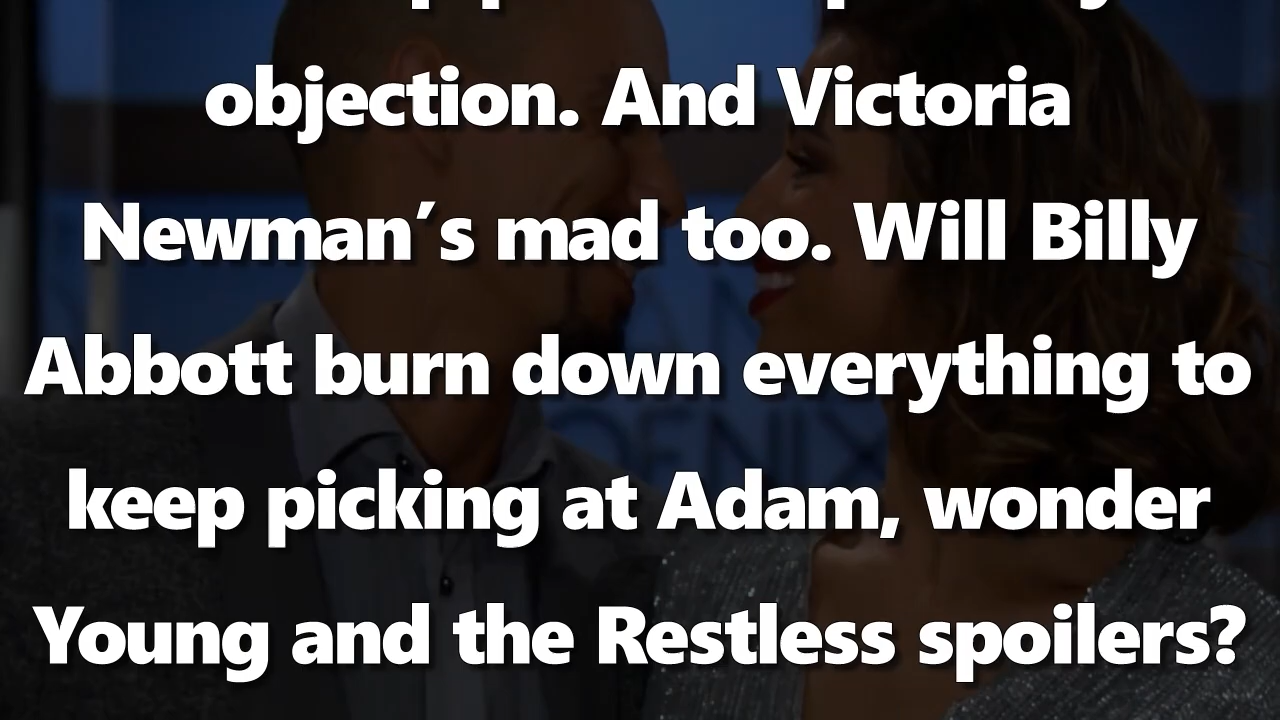 objection. And Victoria
Newman’s mad too. Will Billy
Abbott burn down everything to
keep picking at Adam, wonder
Young and the Restless spoilers?